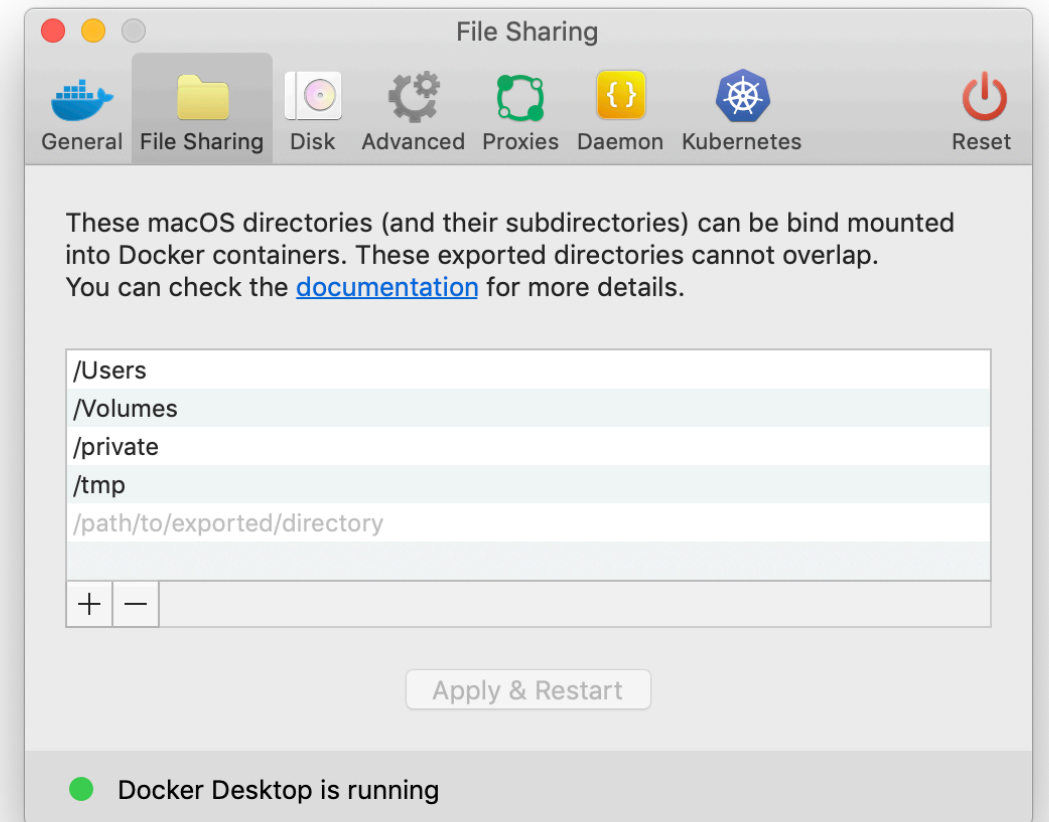 File Sharing
General File Sharing Disk Advanced Proxies Daemon Kubernetes Reset
These macOS directories (and their subdirectories) can be bind mounted
into Docker containers. These exported directories cannot overlap.
You can check the documentation for more details.
/Users
/Volumes
/private
/tmp
/path/to/exported/directory
Apply & Restart
Docker Desktop is running